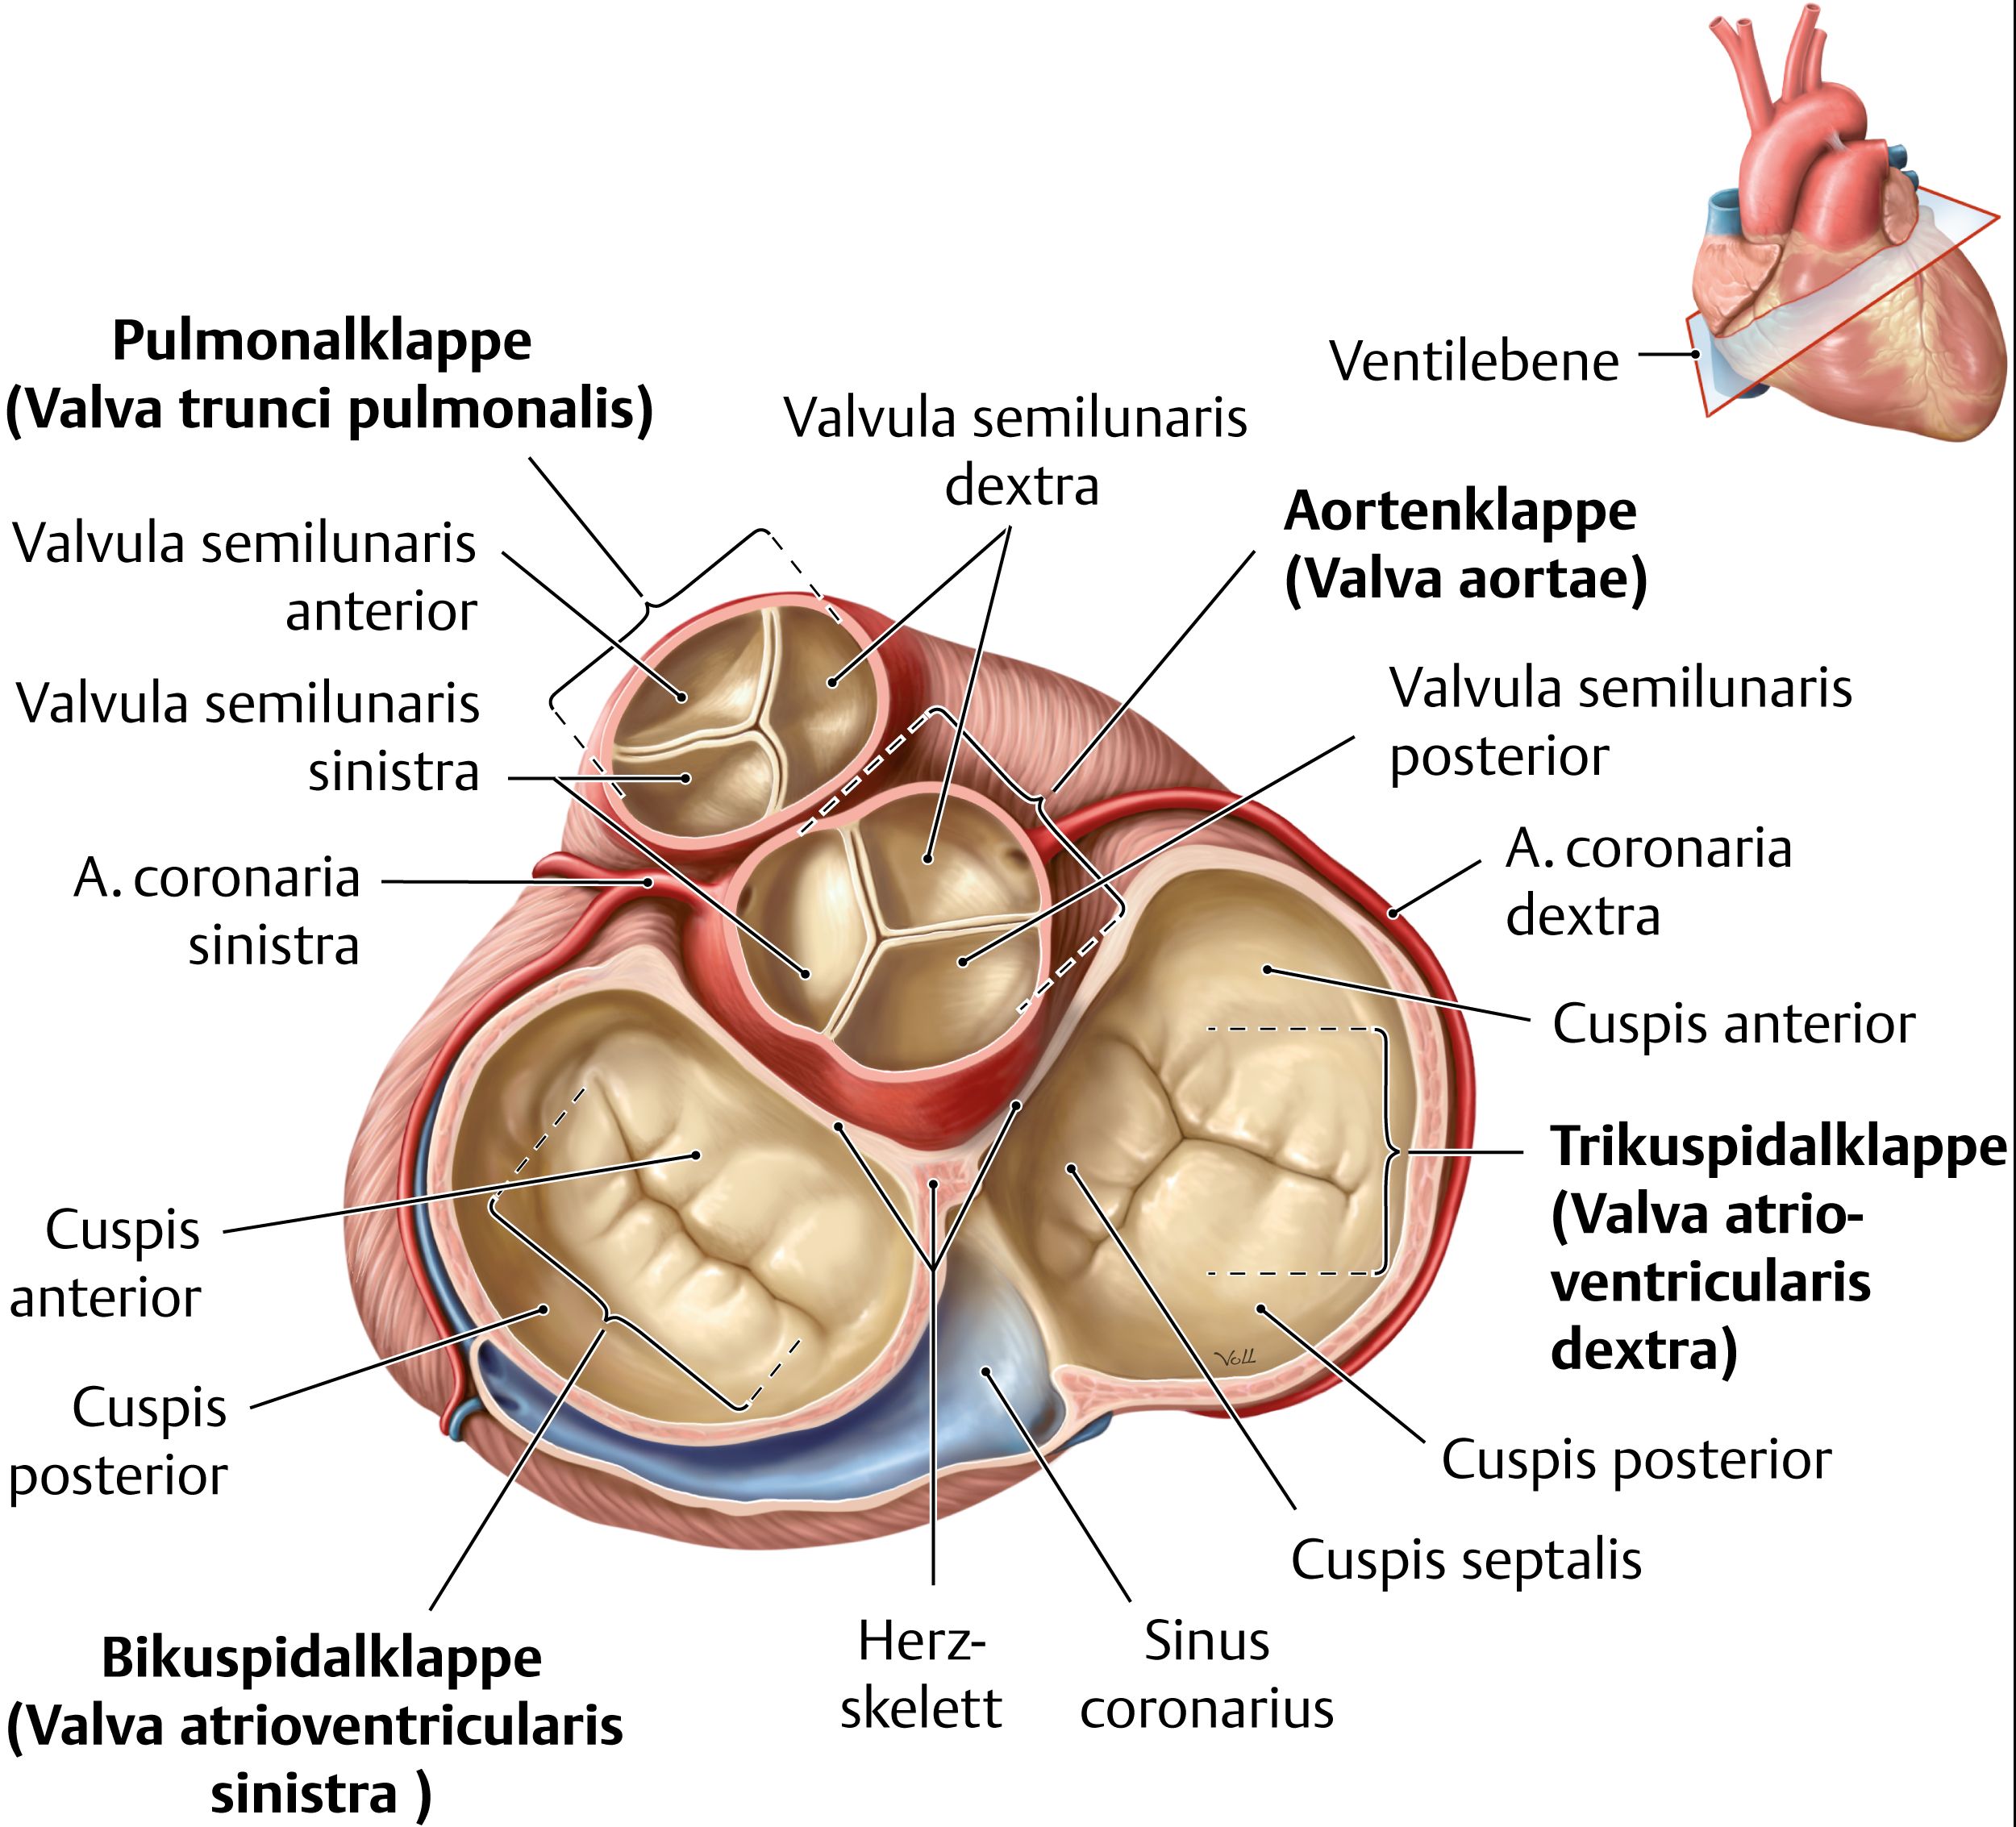 Ventilebene
Pulmonalklappe
(Valva trunci pulmonalis)
Valvula semilunaris
dextra
Aortenklappe
(Valva aortae)
Valvula semilunaris
anterior
Valvula semilunaris
posterior
Valvula semilunaris
sinistra
A. coronaria
dextra
A. coronaria
sinistra
Cuspis anterior
Trikuspidalklappe
(Valva atrio-
ventricularis
dextra)
Cuspis
anterior
Voll
Cuspis
posterior
Cuspis posterior
Cuspis septalis
Herz-
skelett
Sinus
coronarius
Bikuspidalklappe
(Valva atrioventricularis
sinistra )